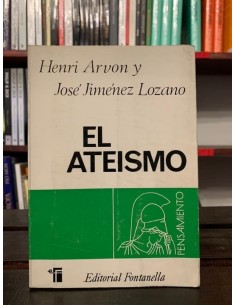 Henri Arvon y
José Jiménez Lozano
EL
ATEISMO
PENSAMIENTO
Editorial Fontanella